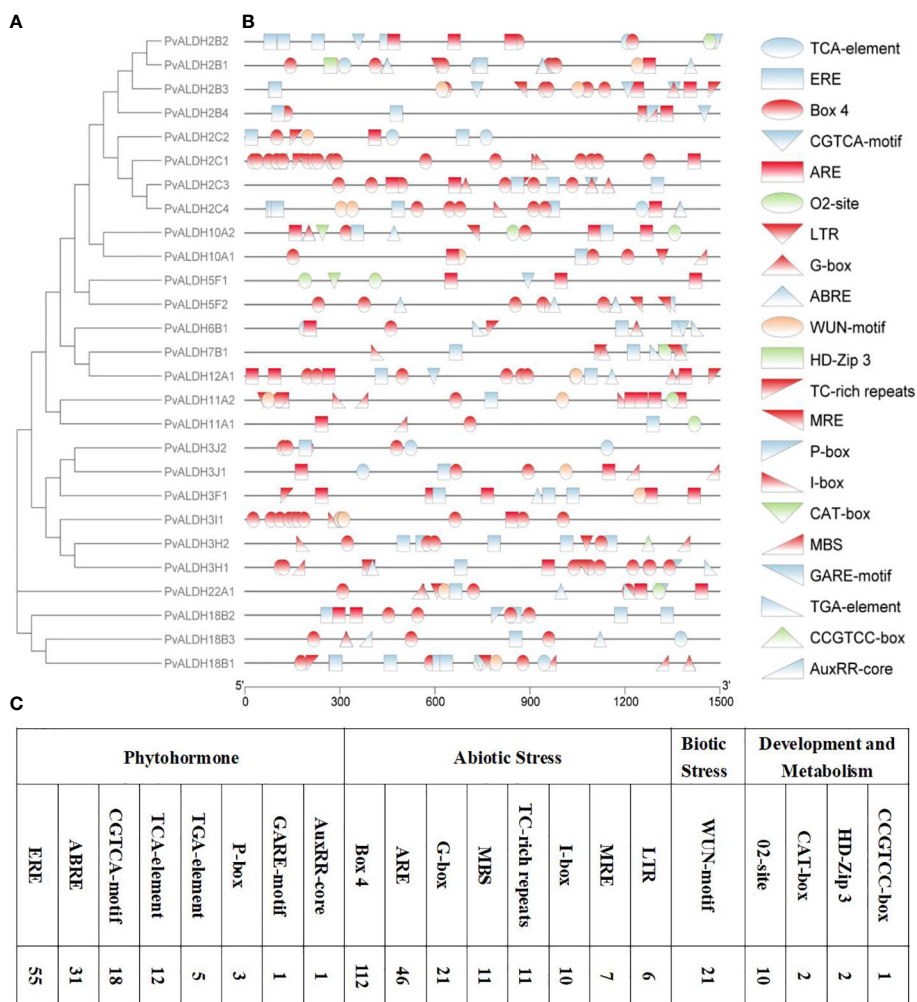 A
B
PvALDH2B2
PvALDH2B1
PvALDH2B3
PvALDH2B4
PvALDH2C2
PvALDH2C1
PvALDH2C3
PvALDH2C4
PvALDH10A2
PvALDH10A1
PvALDH5F1
PvALDH5F2
PvALDH6B1
PvALDH7B1
PvALDH12A1
PvALDH11A2
PvALDH11A1
PvALDH3J2
PvALDH3J1
PvALDH3F1
PvALDH3I1
PvALDH3H2
PvALDH3H1
PvALDH22A1
PvALDH18B2
PvALDH18B3
PvALDH18B1
5' 3'
0 300 600 900 1200 1500
TCA-element
ERE
Box 4
CGTCA-motif
ARE
O2-site
LTR
G-box
ABRE
WUN-motif
HD-Zip 3
TC-rich repeats
MRE
P-box
I-box
CAT-box
MBS
GARE-motif
TGA-element
CCGTCC-box
AuxRR-core
C
Phytohormone
Abiotic Stress
Biotic
Stress
Development and
Metabolism
ERE
ABRE
CGTCA-motif
TCA-element
TGA-element
P-box
GARE-motif
AuxRR-core
Box 4
ARE
G-box
MBS
TC-rich repeats
I-box
MRE
LTR
WUN-motif
02-site
CAT-box
HD-Zip 3
CCGTCC-box
55
31
18
12
5
3
1
1
112
46
21
11
11
10
7
6
21
10
2
2
1